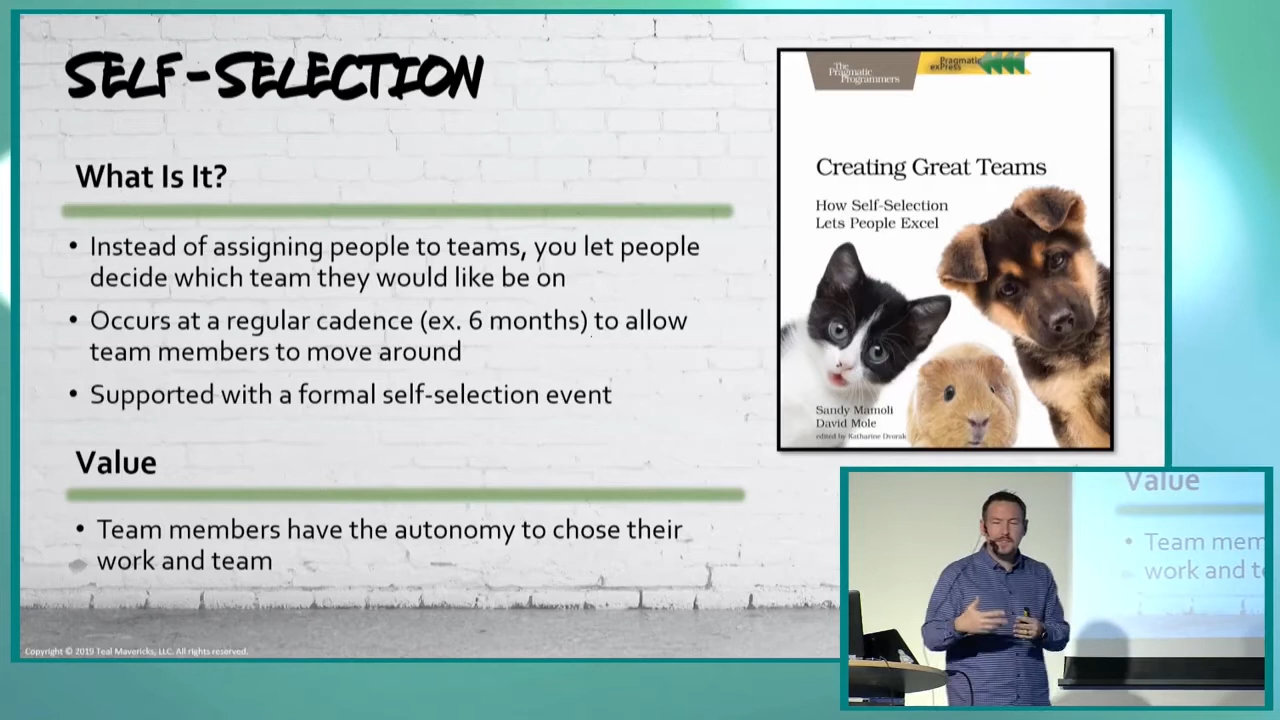 SELF-SELECTION
What Is It?
• Instead of assigning people to teams, you let people
decide which team they would like be on
• Occurs at a regular cadence (ex. 6 months) to allow
team members to move around
• Supported with a formal self-selection event
Value
• Team members have the autonomy to chose their
work and team
Copyright © 2019 Teal Mavericks, LLC. All rights reserved.
The
Pragmatic
Programmers
Pragmatic
exPress
Creating Great Teams
How Self-Selection
Lets People Excel
Sandy Mamoli
David Mole
edited by Katharine Dvorak
Value
• Team mem
work and te